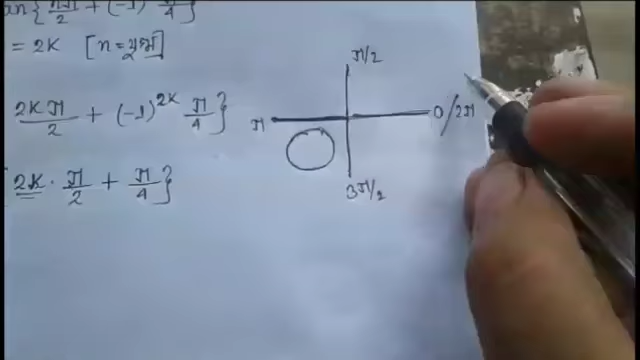 an{nπ/2 + (-1) π/4}
= 2K [n = যুগ্ম]
2Kπ/2 + (-1)^2K π/4}
[2K · π/2 + π/4}
π/2
π
0/2π
3π/2